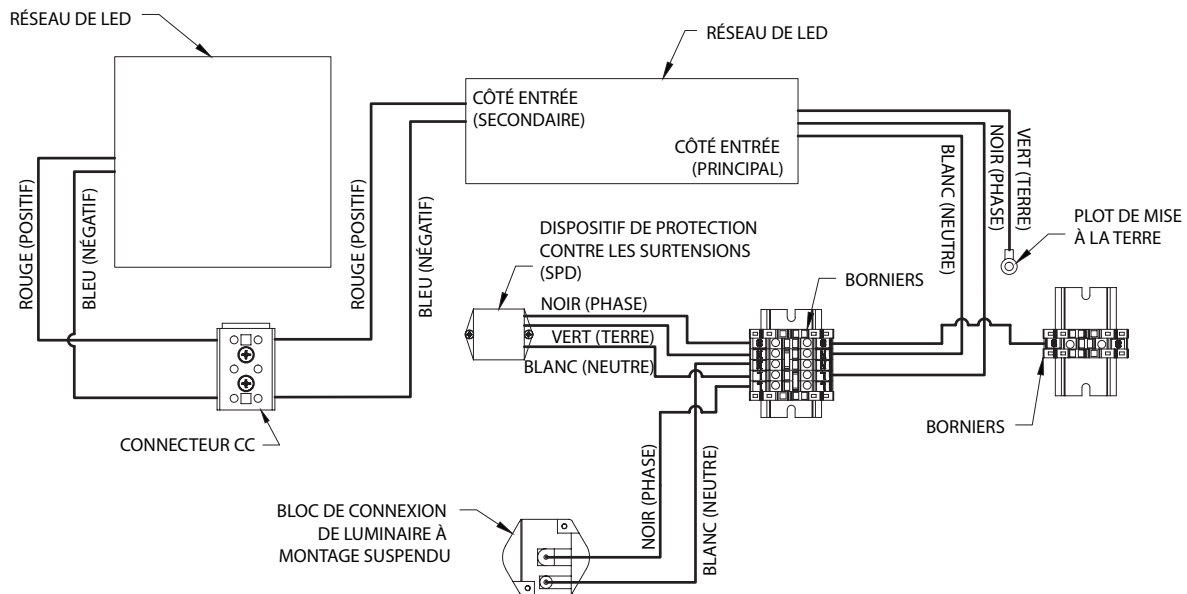 RÉSEAU DE LED
RÉSEAU DE LED
CÔTÉ ENTRÉE
(SECONDAIRE)
CÔTÉ ENTRÉE
(PRINCIPAL)
ROUGE (POSITIF)
BLEU (NÉGATIF)
ROUGE (POSITIF)
BLEU (NÉGATIF)
BLANC (NEUTRE)
NOIR (PHASE)
VERT (TERRE)
PLOT DE MISE
À LA TERRE
DISPOSITIF DE PROTECTION
CONTRE LES SURTENSIONS
(SPD)
BORNIERS
NOIR (PHASE)
VERT (TERRE)
BLANC (NEUTRE)
BORNIERS
CONNECTEUR CC
NOIR (PHASE)
BLANC (NEUTRE)
BLOC DE CONNEXION
DE LUMINAIRE À
MONTAGE SUSPENDU